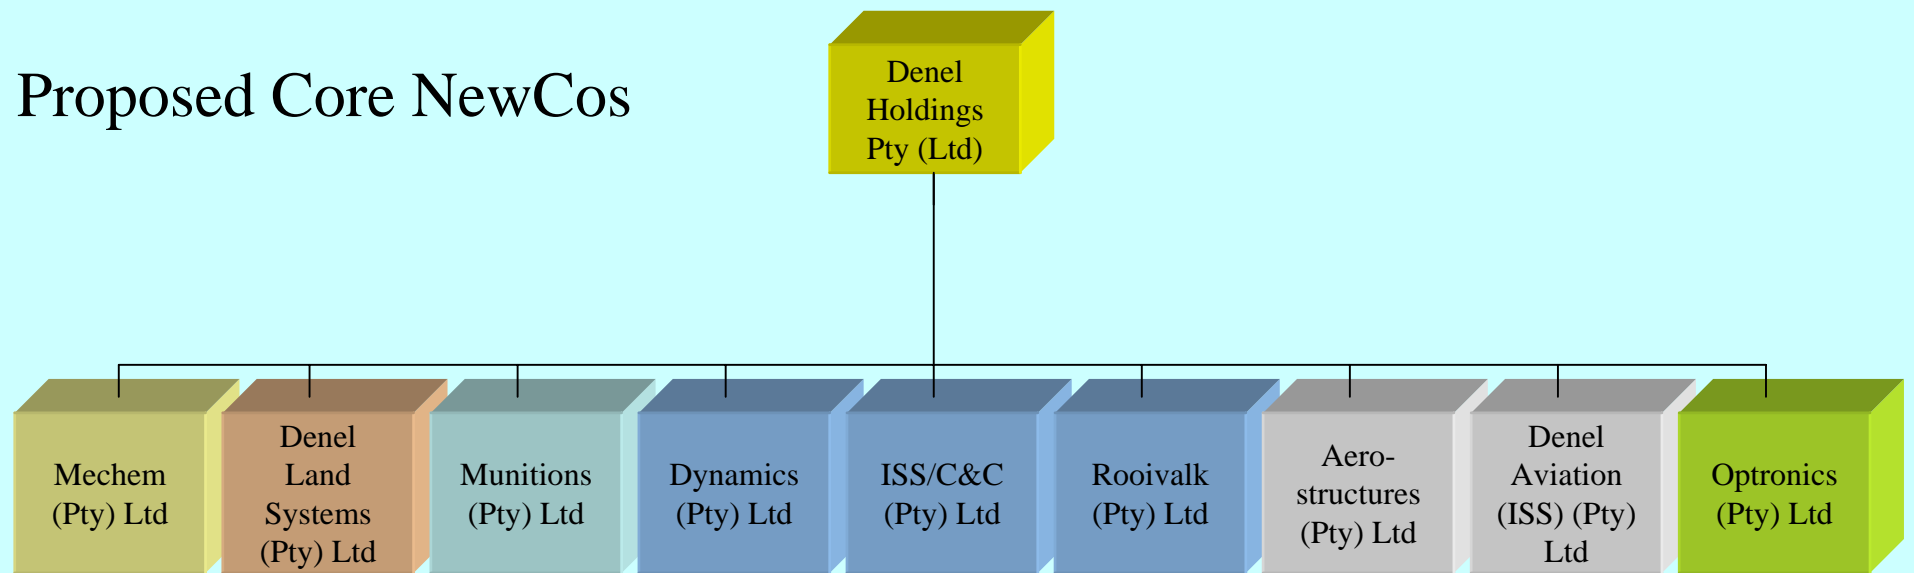 Proposed Core NewCos
Denel
Holdings
Pty (Ltd)
Mechem
(Pty) Ltd
Denel
Land
Systems
(Pty) Ltd
Munitions
(Pty) Ltd
Dynamics
(Pty) Ltd
ISS/C&C
(Pty) Ltd
Rooivalk
(Pty) Ltd
Aero-
structures
(Pty) Ltd
Denel
Aviation
(ISS) (Pty)
Ltd
Optronics
(Pty) Ltd